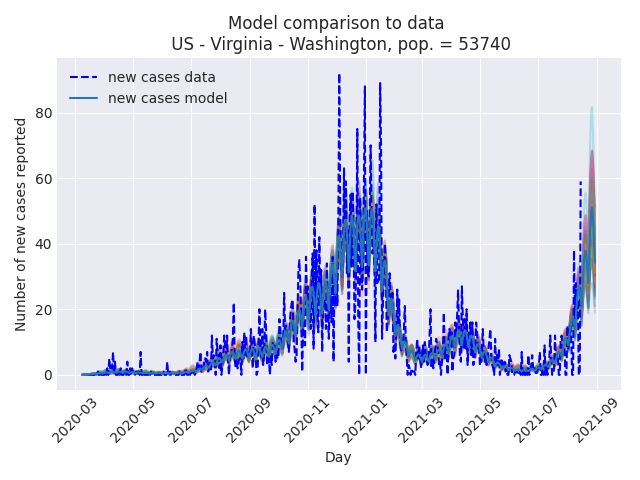 Model comparison to data
US - Virginia - Washington, pop. = 53740
new cases data
new cases model
Number of new cases reported
80
60
40
20
0
2020-03
2020-05
2020-07
2020-09
2020-11
2021-01
2021-03
2021-05
2021-07
2021-09
Day